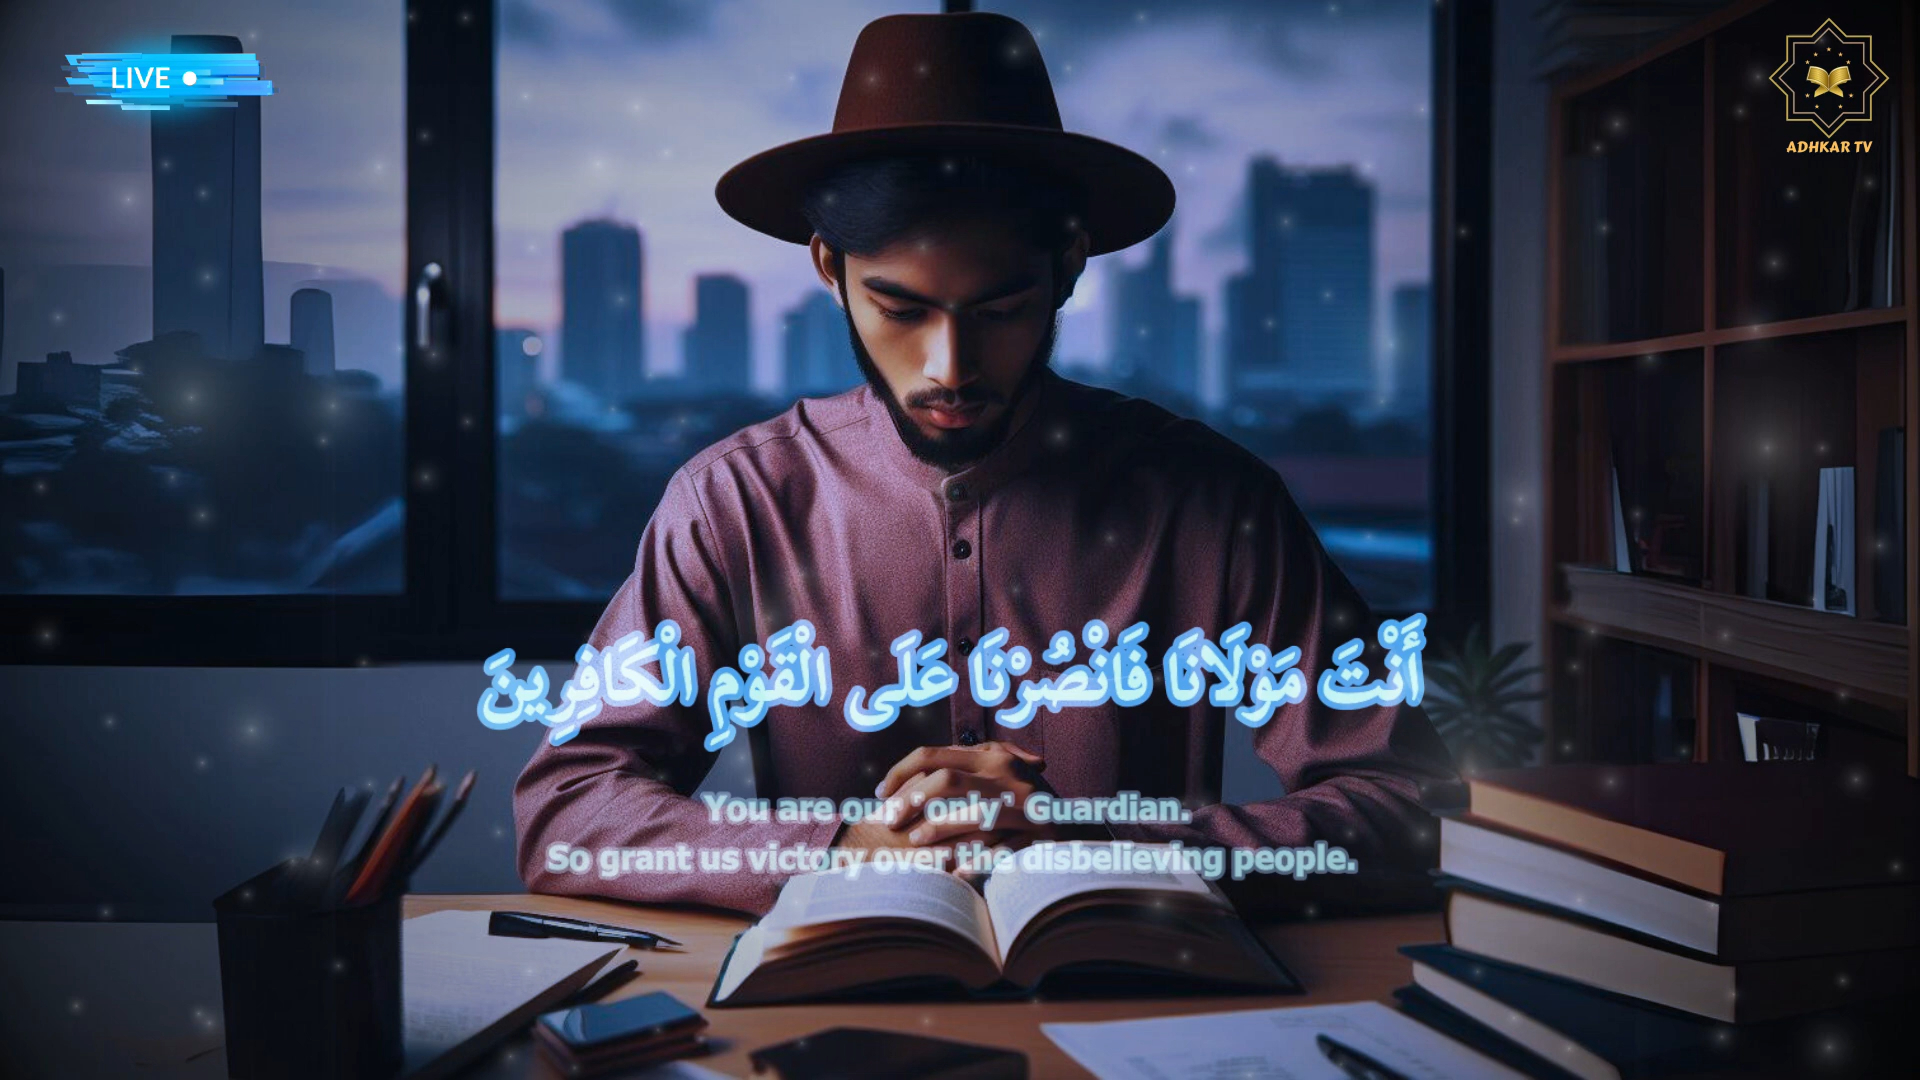 LIVE
ADHKAR TV
أَنْتَ مَوْلَانَا فَانْصُرْنَا عَلَى الْقَوْمِ الْكَافِرِينَ
You are our ˹only˺ Guardian.
So grant us victory over the disbelieving people.